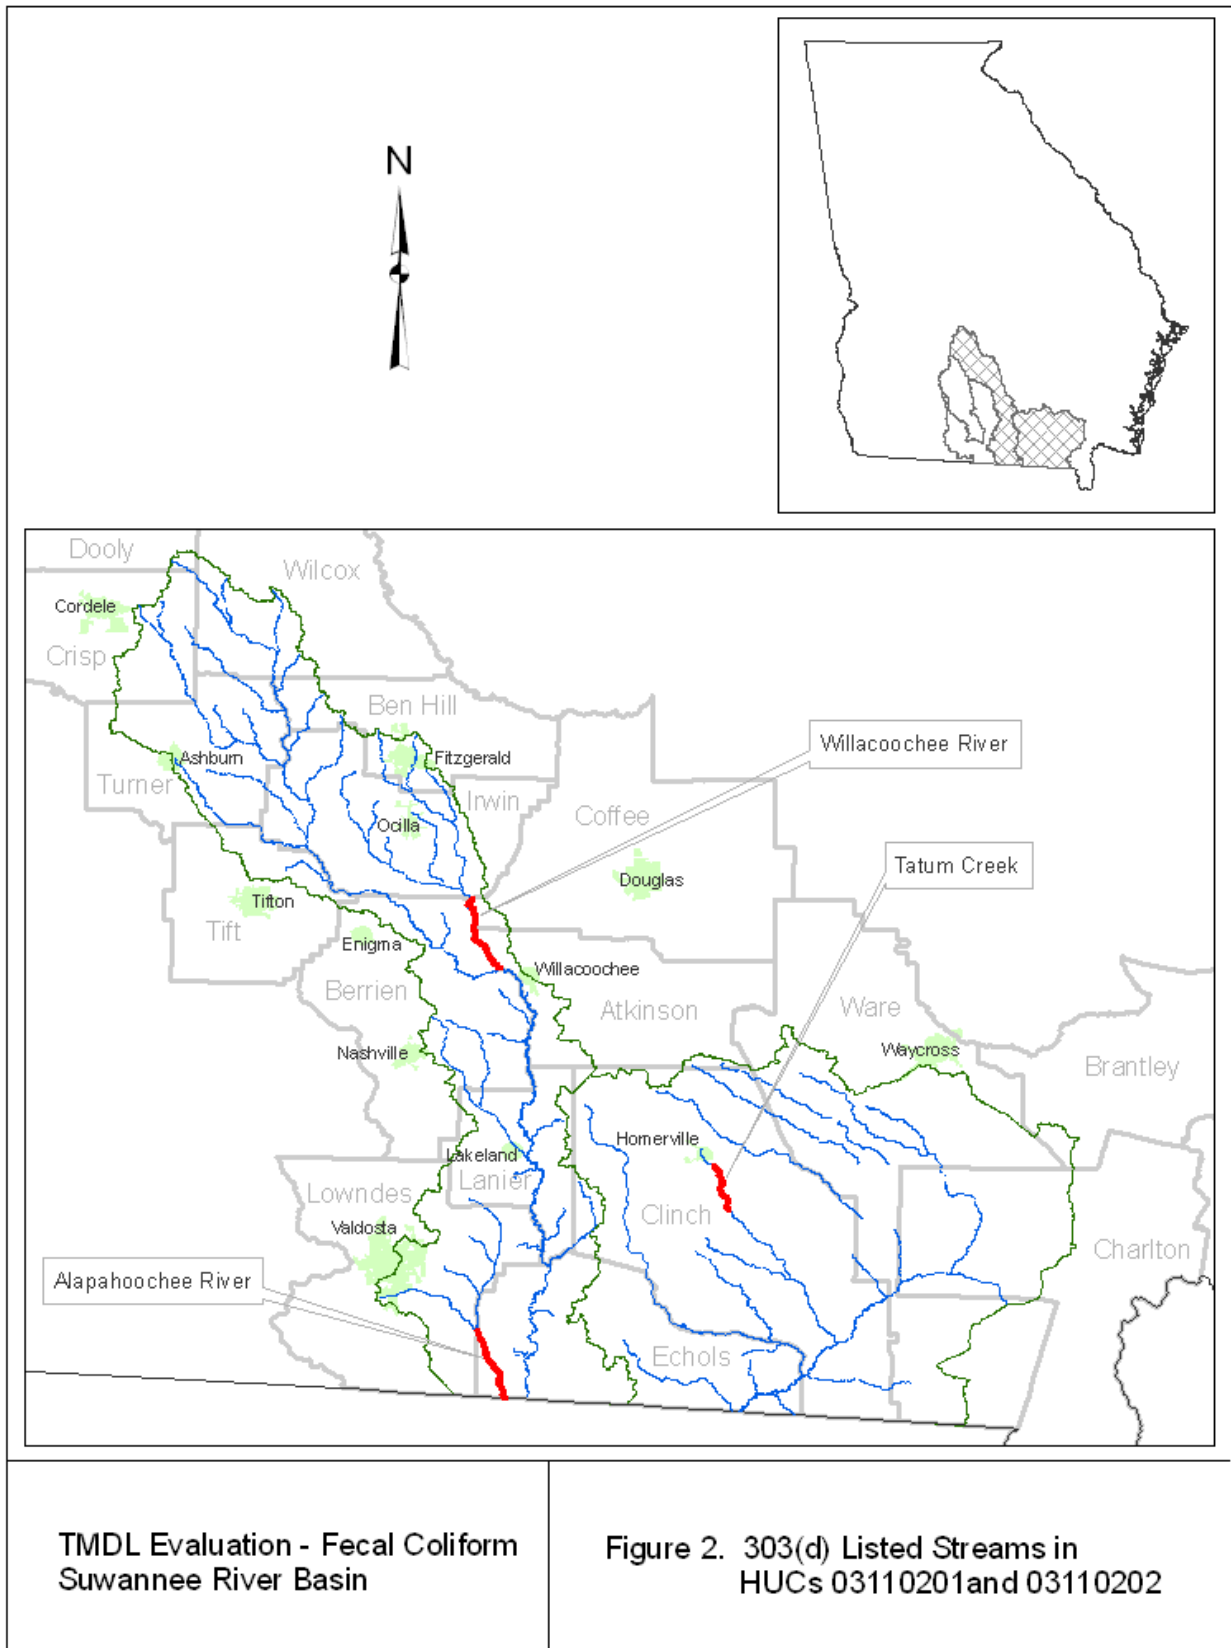 N
Dooly
Wilcox
Cordele
Crisp
Ben Hill
Willacoochee River
Ashburn
Fitzgerald
Turner
Irwin
Coffee
Ocilla
Tatum Creek
Douglas
Tifton
Tift
Enigma
Willacoochee
Berrien
Atkinson
Ware
Nashville
Waycross
Brantley
Homerville
Lakeland
Lanier
Lowndes
Clinch
Valdosta
Charlton
Alapahoochee River
Echols
TMDL Evaluation - Fecal Coliform
Suwannee River Basin
Figure 2. 303(d) Listed Streams in
HUCs 03110201and 03110202